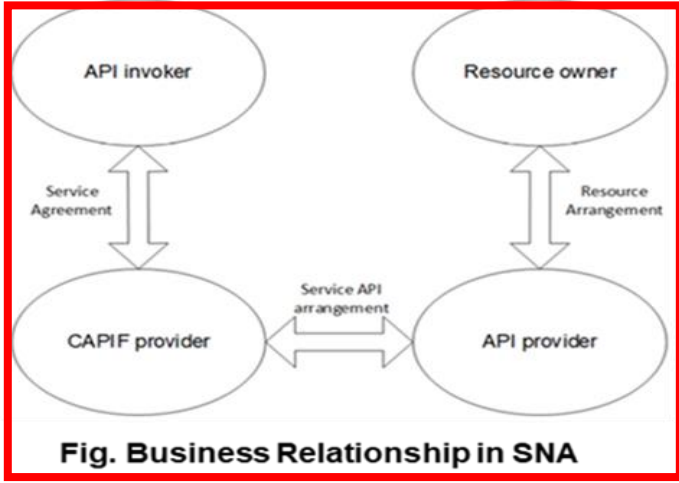 API invoker
Resource owner
Service
Agreement
Resource
Arrangement
Service API
arrangement
CAPIF provider
API provider
Fig. Business Relationship in SNA